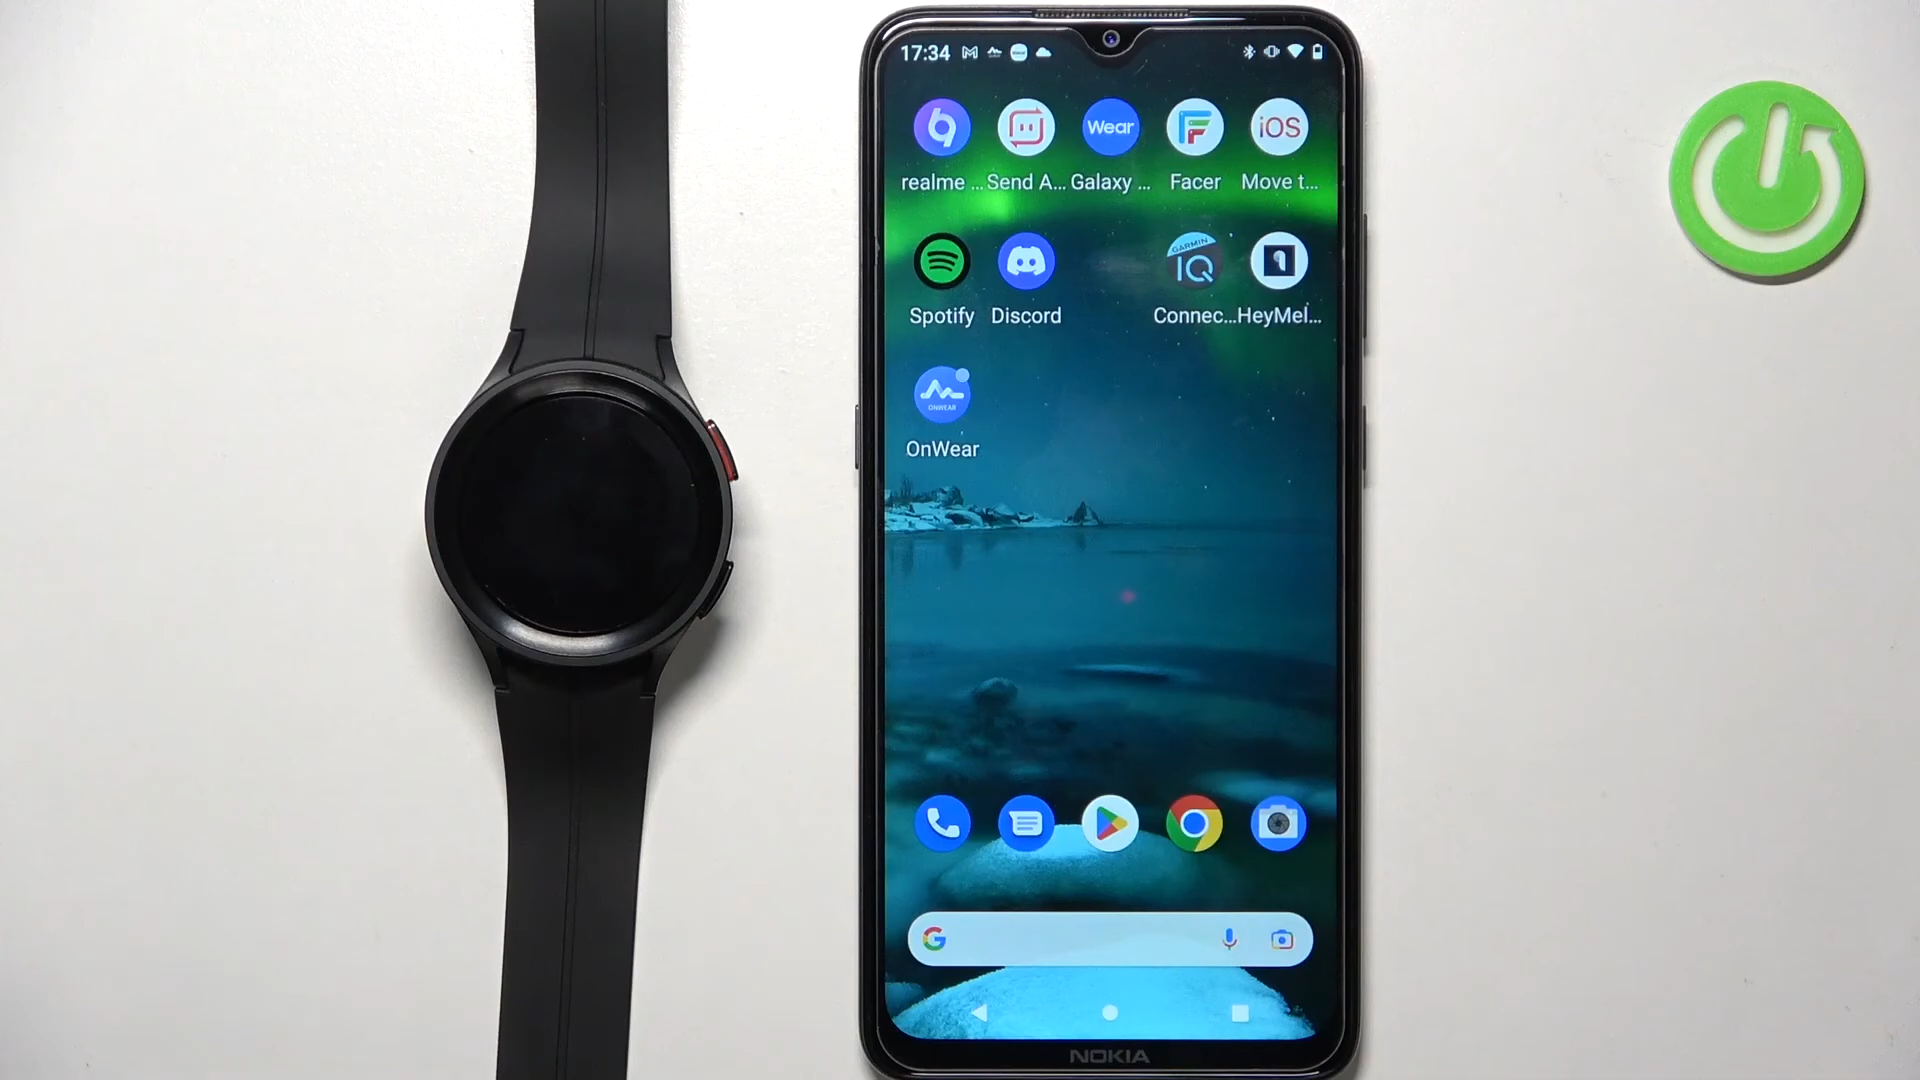 17:34
Wear
iOS
realme ...
Send A...
Galaxy ...
Facer
Move t...
GARMIN
IQ
Spotify
Discord
Connec...
HeyMel...
ONWEAR
OnWear
NOKIA